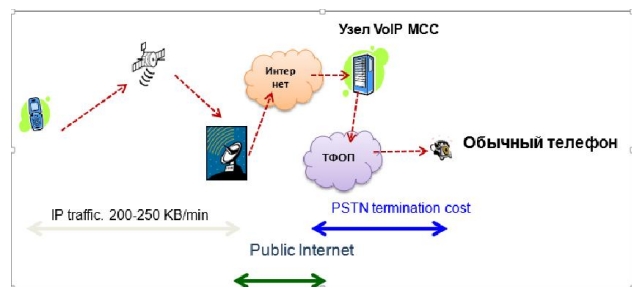 Узел VoIP МСС
Интер
нет
ТФОП
Обычный телефон
IP traffic. 200-250 KB/min
PSTN termination cost
Public Internet